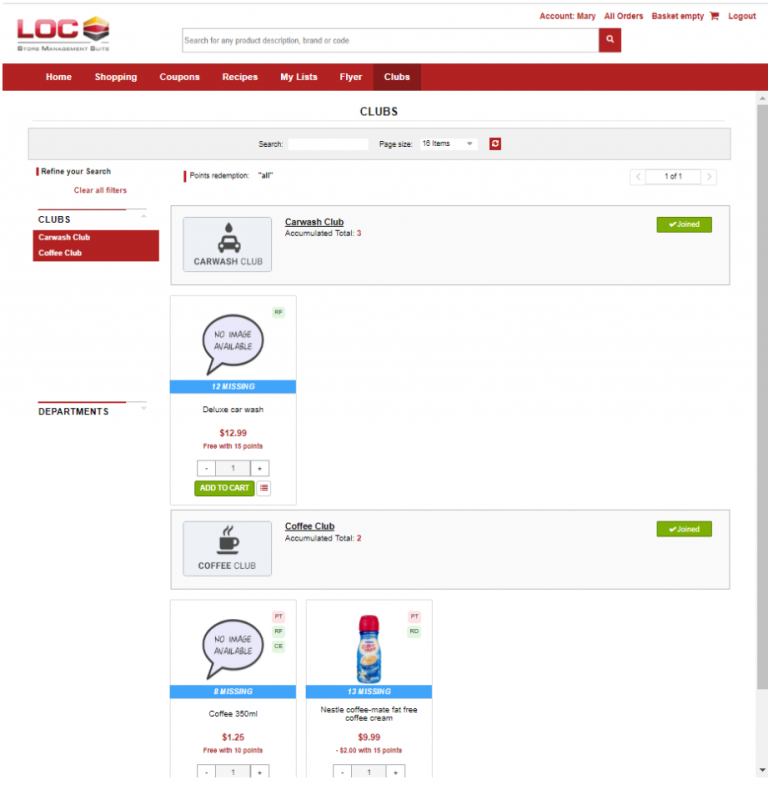 Account: Mary All Orders Basket empty Logout
LOC
STORE MANAGEMENT SUITE
Search for any product description, brand or code
Home Shopping Coupons Recipes My Lists Flyer Clubs
CLUBS
Search: Page size: 16 Items
Refine your Search
Points redemption: "all"
1 of 1
Clear all filters
CLUBS
Carwash Club
Coffee Club
DEPARTMENTS
CARWASH CLUB
Carwash Club
Accumulated Total: 3
Joined
RF
NO IMAGE
AVAILABLE
12 MISSING
Deluxe car wash
$12.99
Free with 15 points
- 1 +
ADD TO CART
COFFEE CLUB
Coffee Club
Accumulated Total: 2
Joined
PT
RF
CE
NO IMAGE
AVAILABLE
8 MISSING
Coffee 350ml
$1.25
Free with 10 points
- 1 +
PT
RD
13 MISSING
Nestle coffee-mate fat free
coffee cream
$9.99
- $2.00 with 15 points
- 1 +